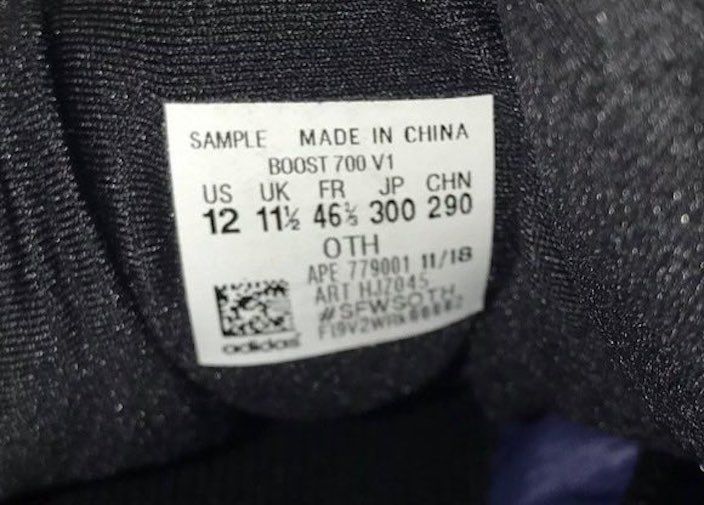 SAMPLE MADE IN CHINA
BOOST 700 V1
US UK FR JP CHN
12 11½ 46⅔ 300 290
OTH
APE 779001 11/18
ART HJZ045
#SFWSOTH
adidas